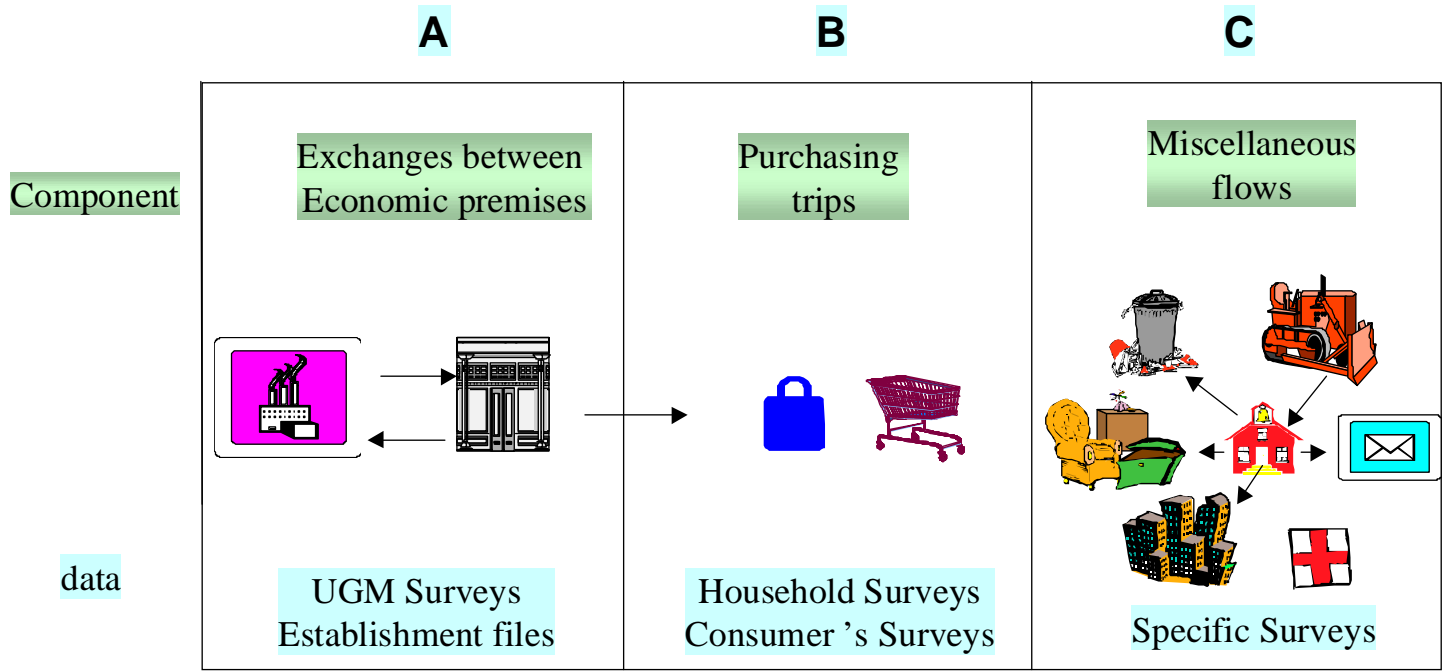 A
B
C
Component
Exchanges between
Economic premises
Purchasing
trips
Miscellaneous
flows
data
UGM Surveys
Establishment files
Household Surveys
Consumer ’s Surveys
Specific Surveys